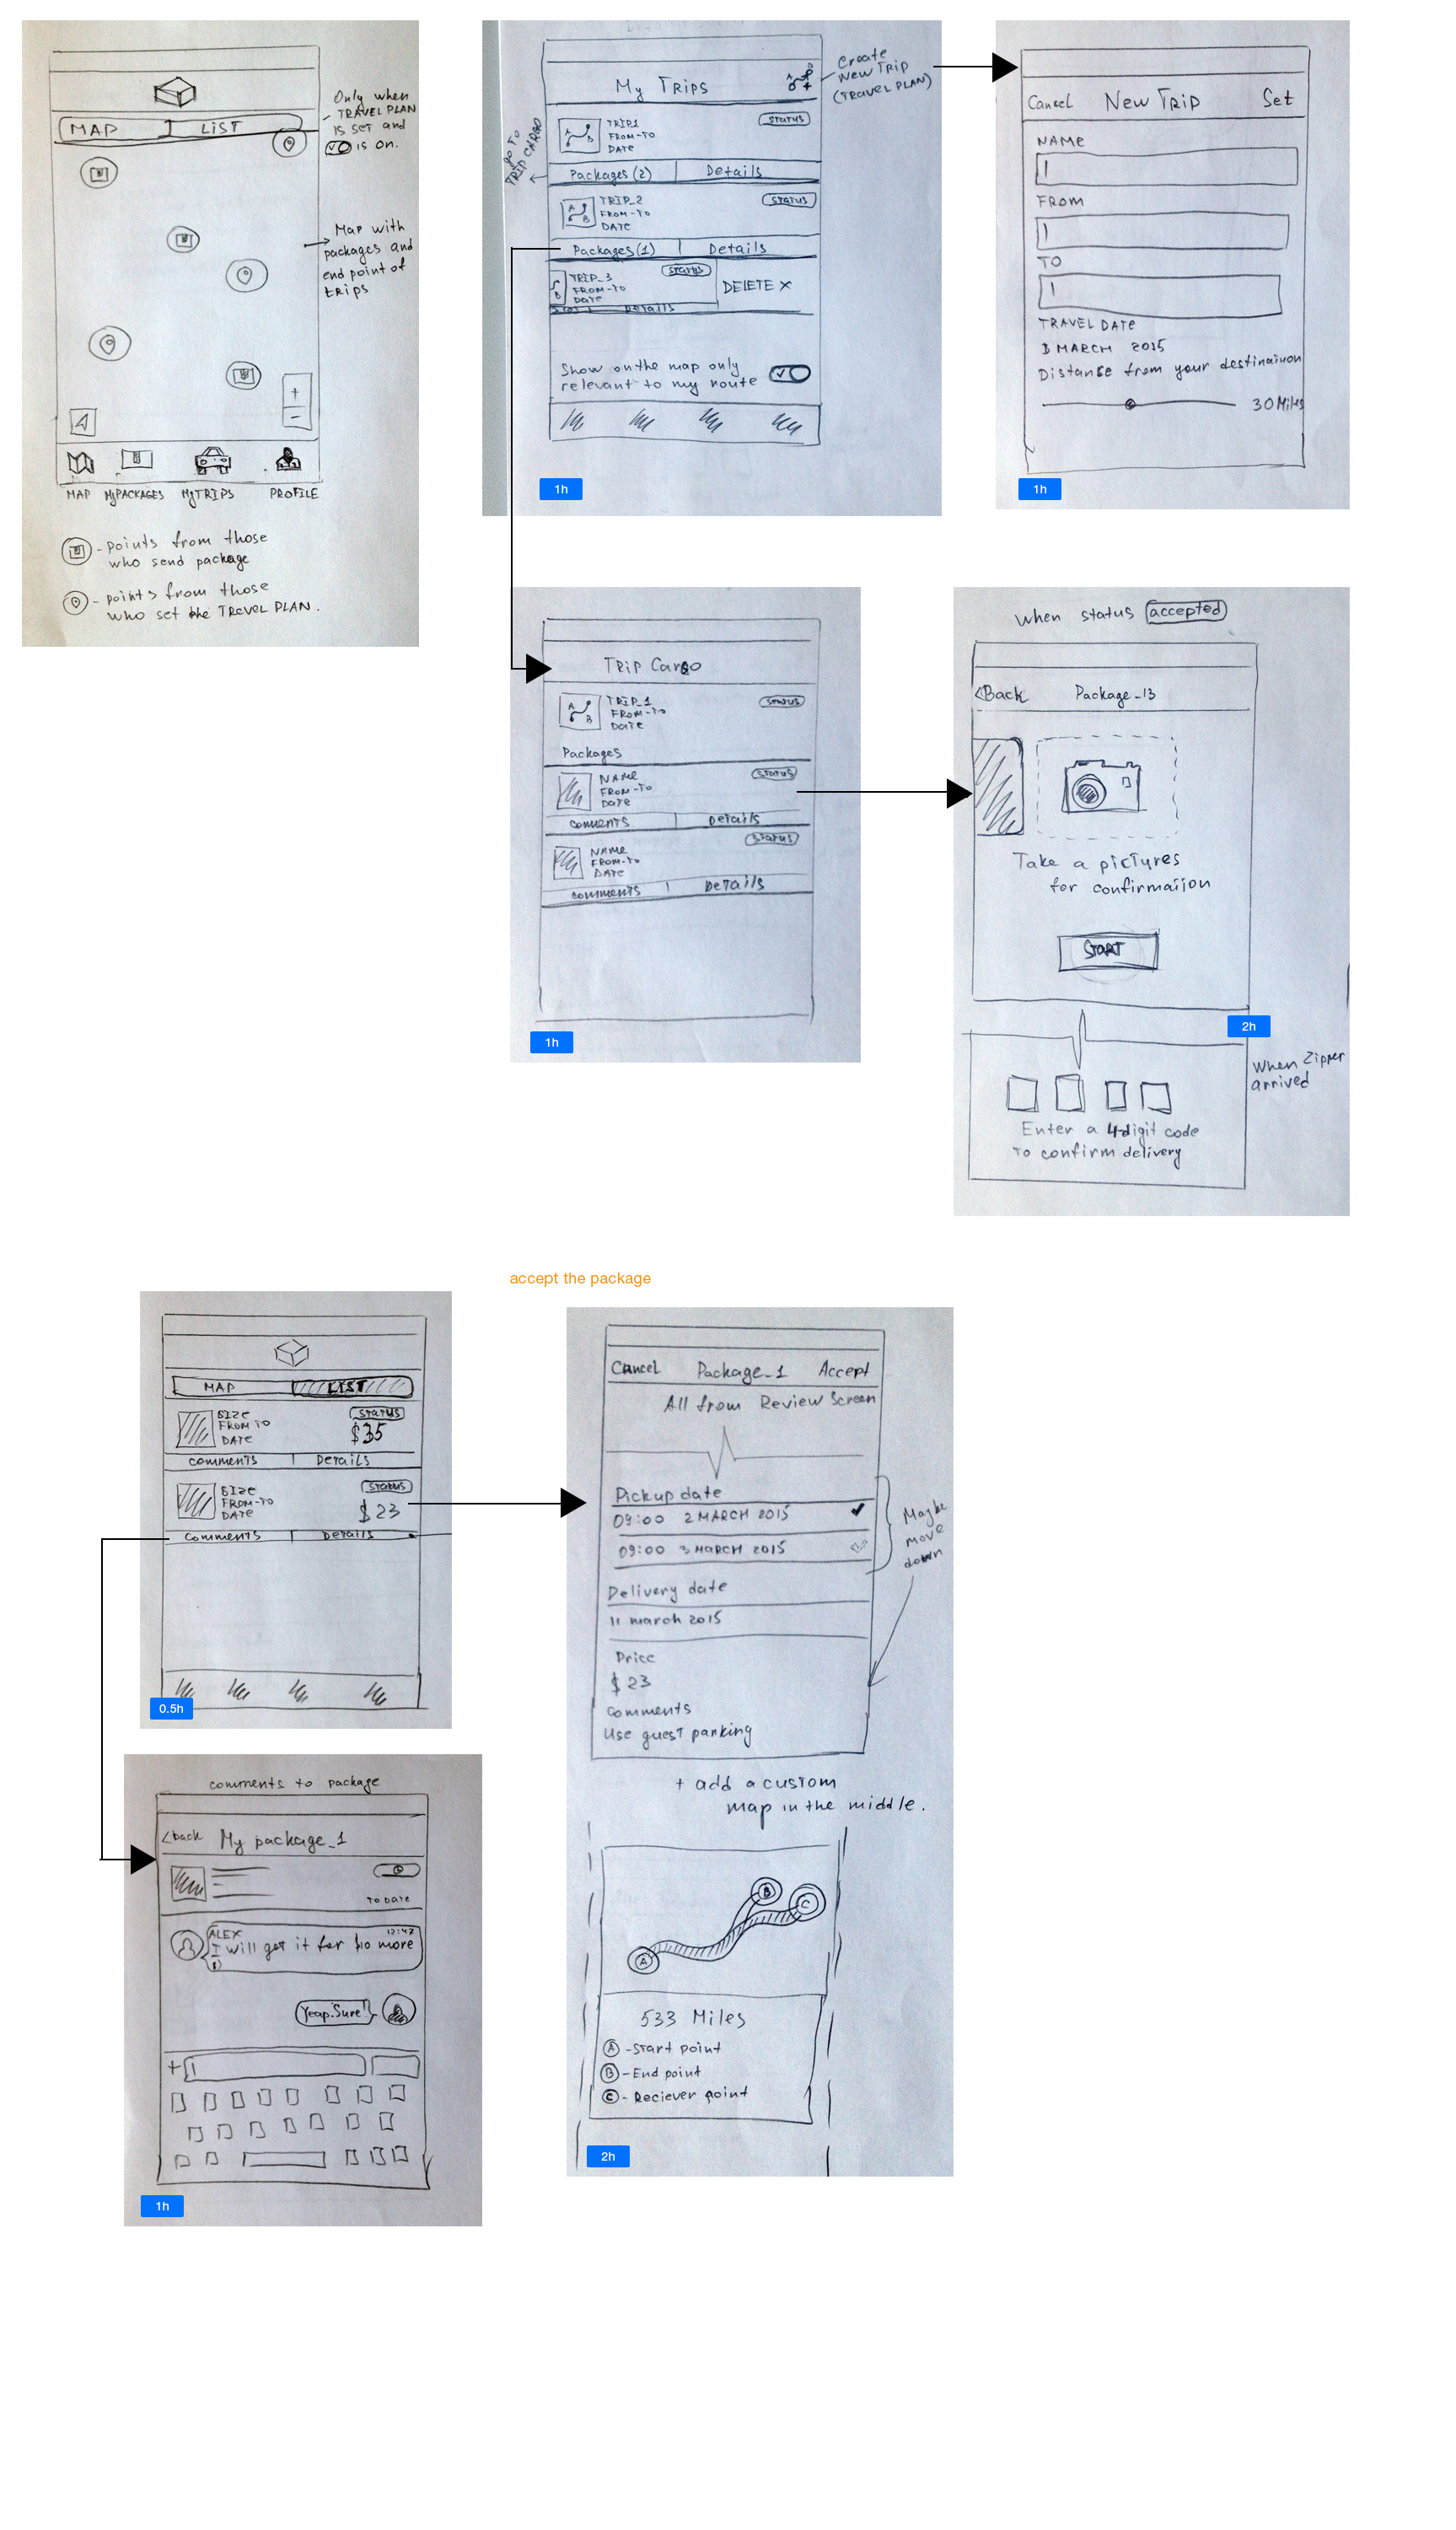 MAP
LIST
Only when
TRAVEL PLAN
is set and
is on.
Map with
packages and
end point of
trips
MAP
MyPACKAGES
MyTRIPS
PROFILE
- points from those
who send package
- points from those
who set the TREVEL PLAN.
My TRIPS
A
Create
New Trip
(TRAVEL PLAN)
go to
TRIP CARGO
A
B
TRIP1
FROM-TO
DATE
STATUS
Packages (2)
Details
A
B
TRIP_2
FROM-TO
DATE
STATUS
Packages (1)
Details
B
TRIP_3
FROM-TO
Date
STATUS
DELETE X
Details
Show on the map only
relevant to my route
1h
Cancel
New Trip
Set
NAME
FROM
TO
TRAVEL DATE
3 MARCH 2015
Distance from your destinaiuon
30 Miles
1h
Trip Cargo
A
B
TRIP_1
FROM-TO
Date
STATUS
Packages
NAME
FROM-TO
Date
STATUS
comments
Details
NAME
FROM-TO
DATE
STATUS
comments
Details
1h
When status accepted
<Back
Package_13
Take a pictures
for confirmaiion
START
2h
When Zipper
arrived
Enter a 4-digit code
to confirm delivery
accept the package
MAP
LIST
SIZE
FROM TO
DATE
STATUS
$35
comments
Details
SIZE
FROM-TO
DATE
STATUS
$23
Comments
Details
0.5h
Cancel
Package_1
Accept
All from Review Screen
Pickup date
09:00 2 MARCH 2015
09:00 3 MARCH 2015
Maybe
move
down
Delivery date
11 march 2015
Price
$23
Comments
Use guest parking
+ add a custom
map in the middle.
A
B
C
533 Miles
A - Start point
B - End point
C - Reciever point
2h
comments to package
<back
My package_1
TO DATE
ALEX
12:47
I will get it for $10 more
:)
Yeap. Sure!
+
1h